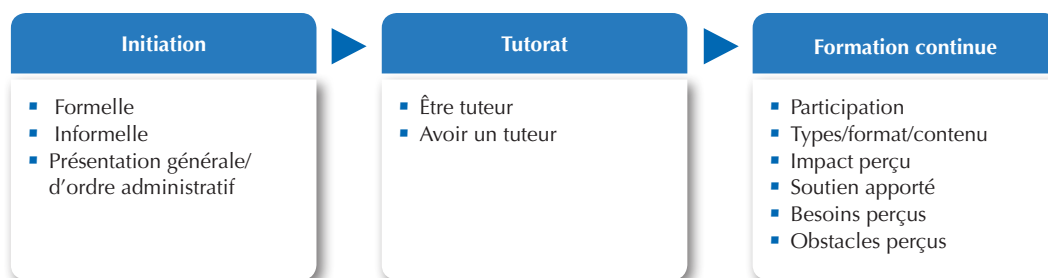 Initiation
Formelle
Informelle
Présentation générale/
d'ordre administratif
Tutorat
Être tuteur
Avoir un tuteur
Formation continue
Participation
Types/format/contenu
Impact perçu
Soutien apporté
Besoins perçus
Obstacles perçus